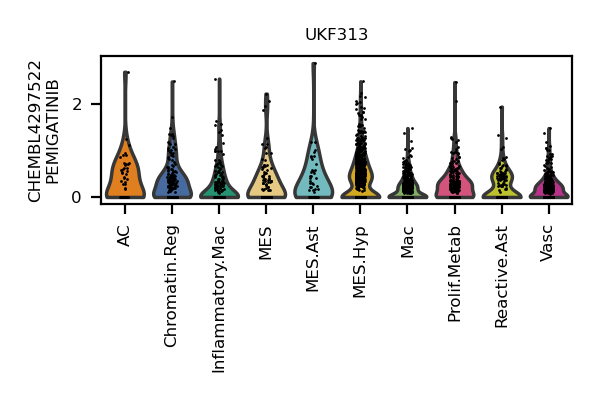 UKF313
CHEMBL4297522
PEMIGATINIB
2
0
AC
Chromatin.Reg
Inflammatory.Mac
MES
MES.Ast
MES.Hyp
Mac
Prolif.Metab
Reactive.Ast
Vasc